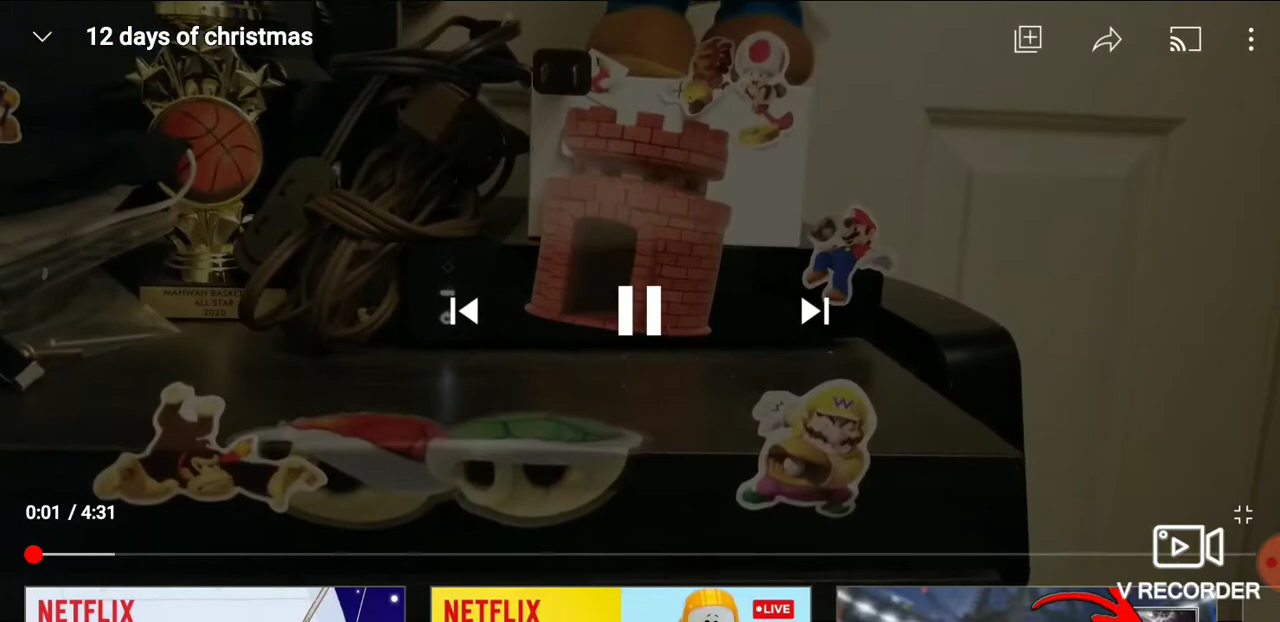 12 days of christmas
MAHWAH BASKET
ALL STAR
2020
W
0:01 / 4:31
V RECORDER
NETFLIX
NETFLIX
LIVE